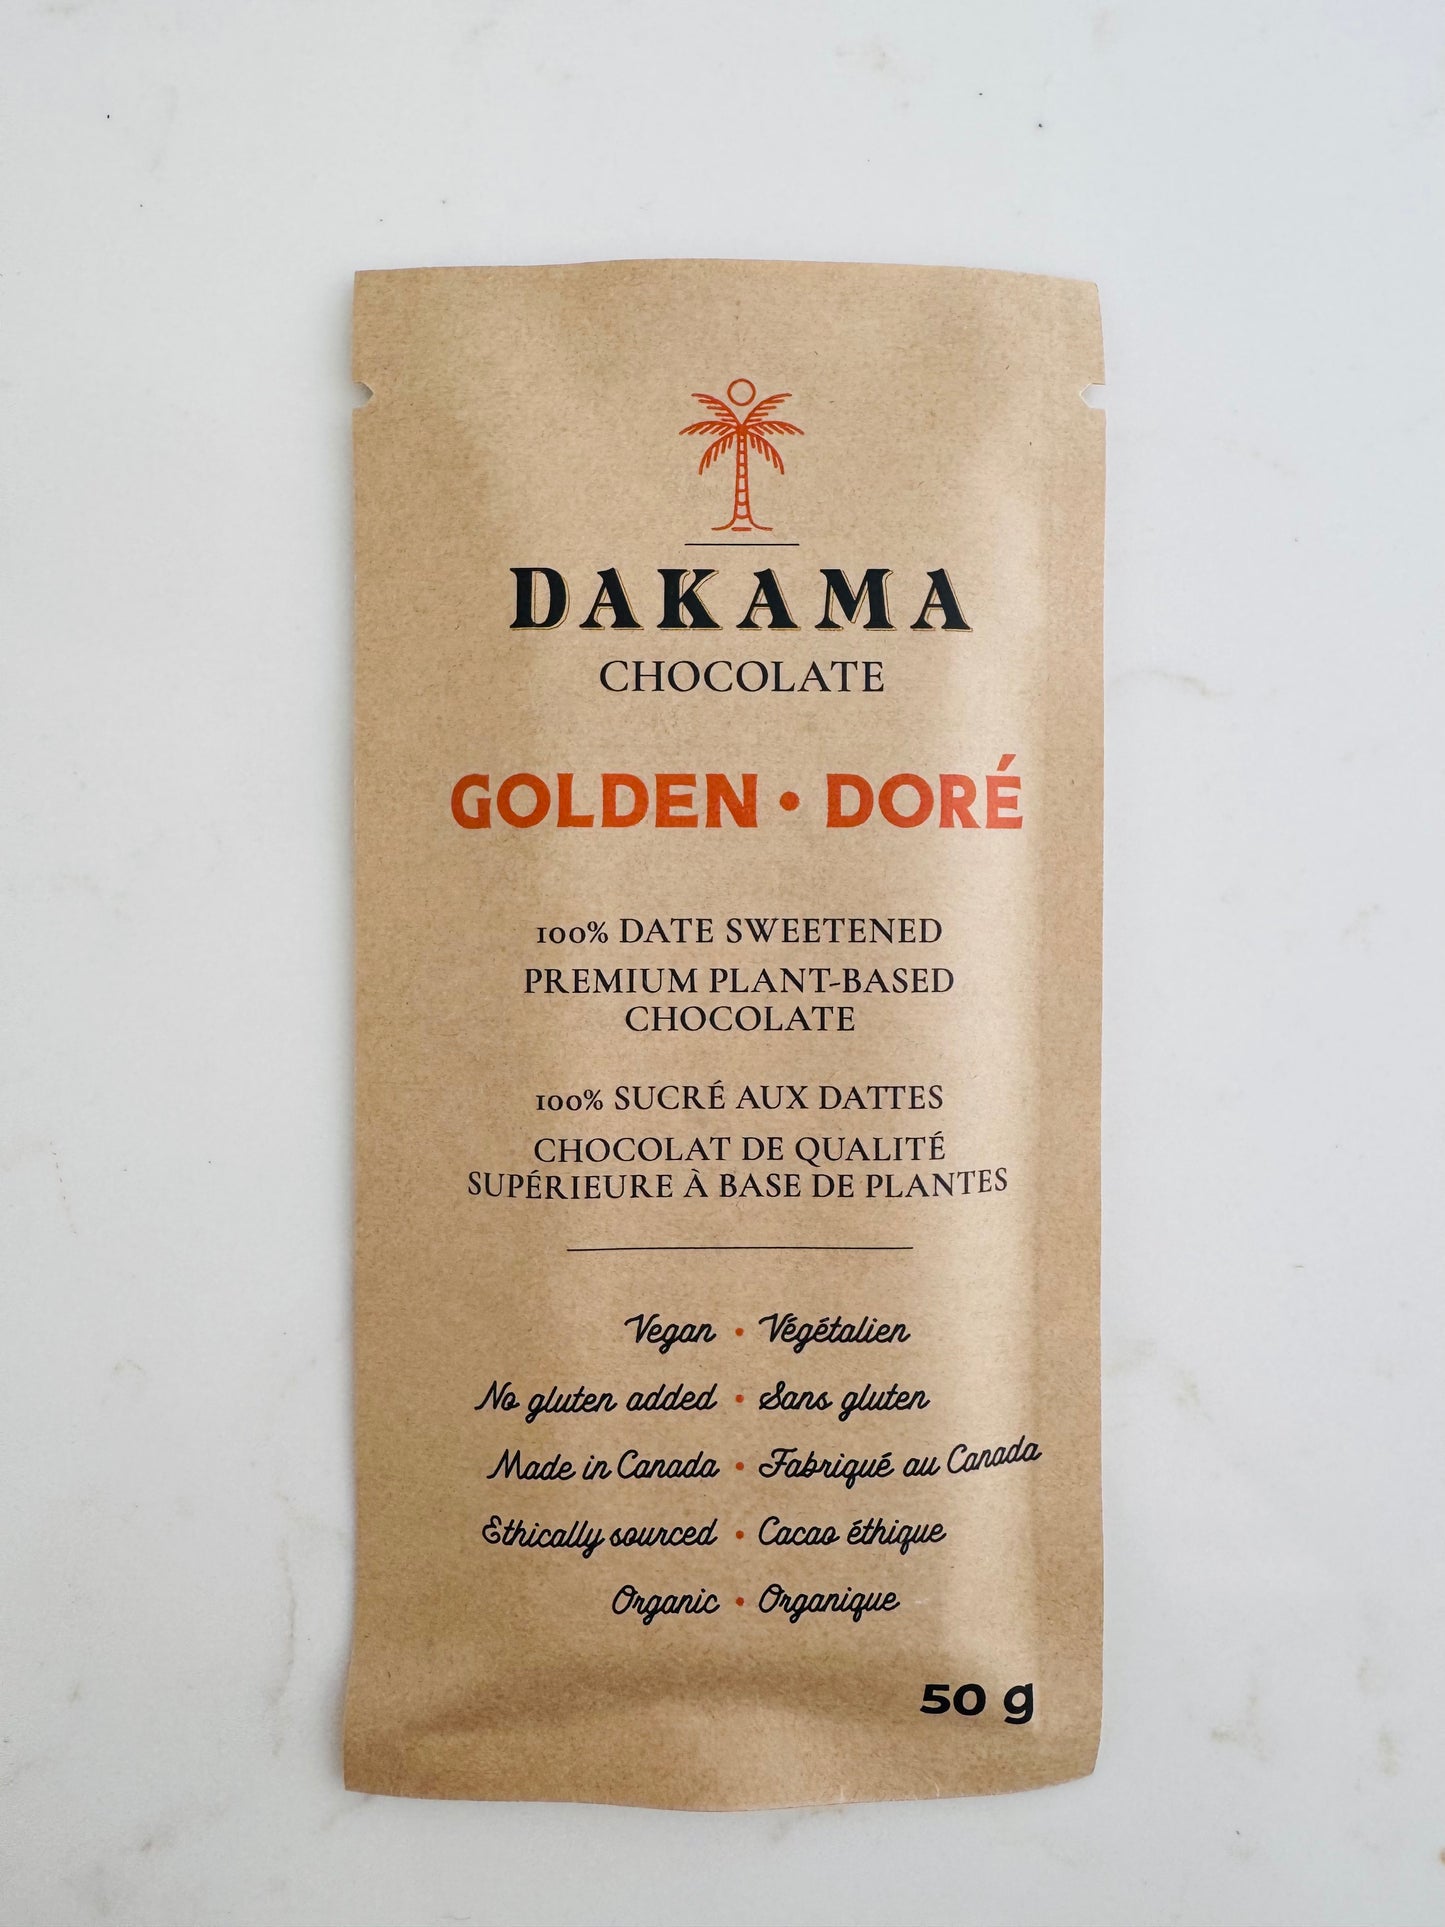 DAKAMA
CHOCOLATE
GOLDEN • DORÉ
100% DATE SWEETENED
PREMIUM PLANT-BASED
CHOCOLATE
100% SUCRÉ AUX DATTES
CHOCOLAT DE QUALITÉ
SUPÉRIEURE À BASE DE PLANTES
Vegan • Végétalien
No gluten added • Sans gluten
Made in Canada • Fabriqué au Canada
Ethically sourced • Cacao éthique
Organic • Organique
50 g